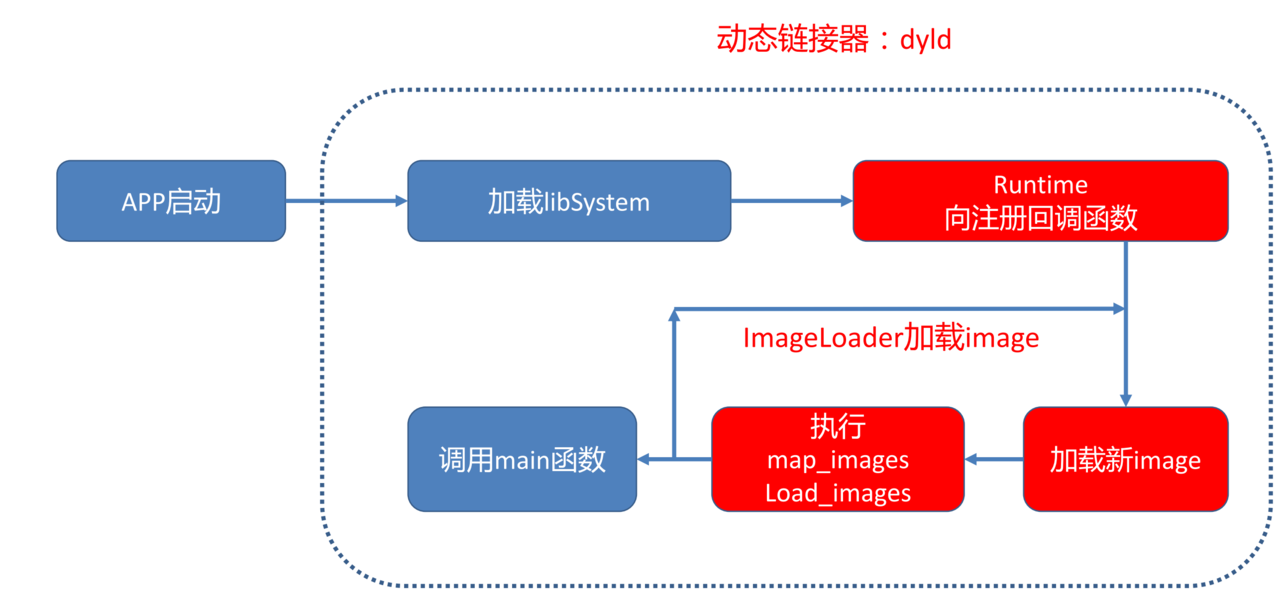 动态链接器：dyld
APP启动
加载libSystem
Runtime
向注册回调函数
ImageLoader加载image
调用main函数
执行
map_images
Load_images
加载新image